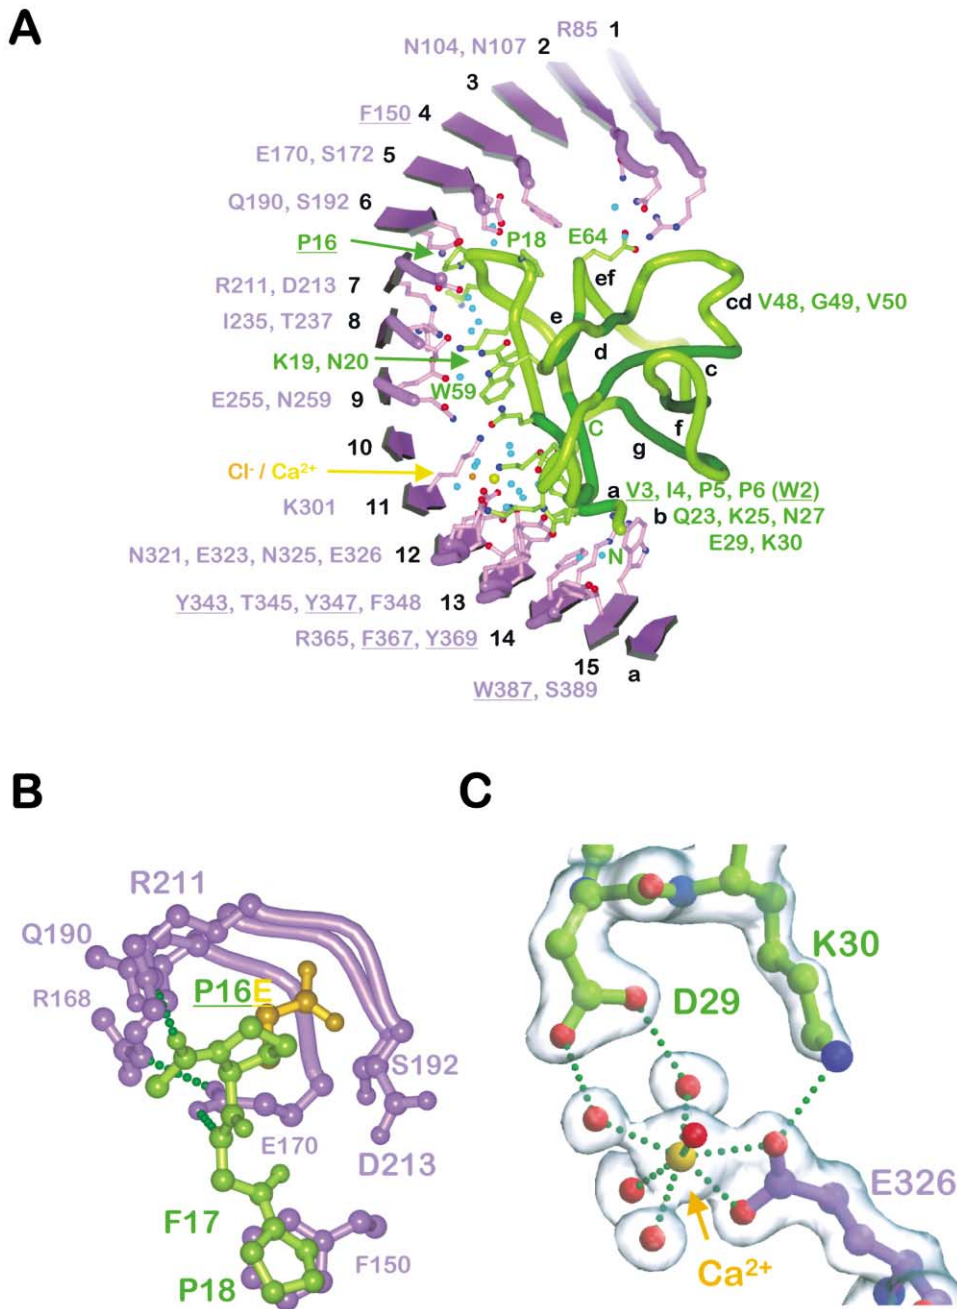 A
R85 1
N104, N107 2
3
F150 4
E170, S172 5
Q190, S192 6
P16
P18
E64
ef
R211, D213 7
cd V48, G49, V50
I235, T237 8
e
d
K19, N20
c
W59
E255, N259 9
C
f
10
g
Cl- / Ca2+
K301 11
a V3, I4, P5, P6 (W2)
b Q23, K25, N27
E29, K30
N
N321, E323, N325, E326 12
Y343, T345, Y347, F348 13
R365, F367, Y369 14
15
a
W387, S389
B
R211
Q190
P16E
R168
S192
E170
D213
F17
F150
P18
C
K30
D29
E326
Ca2+